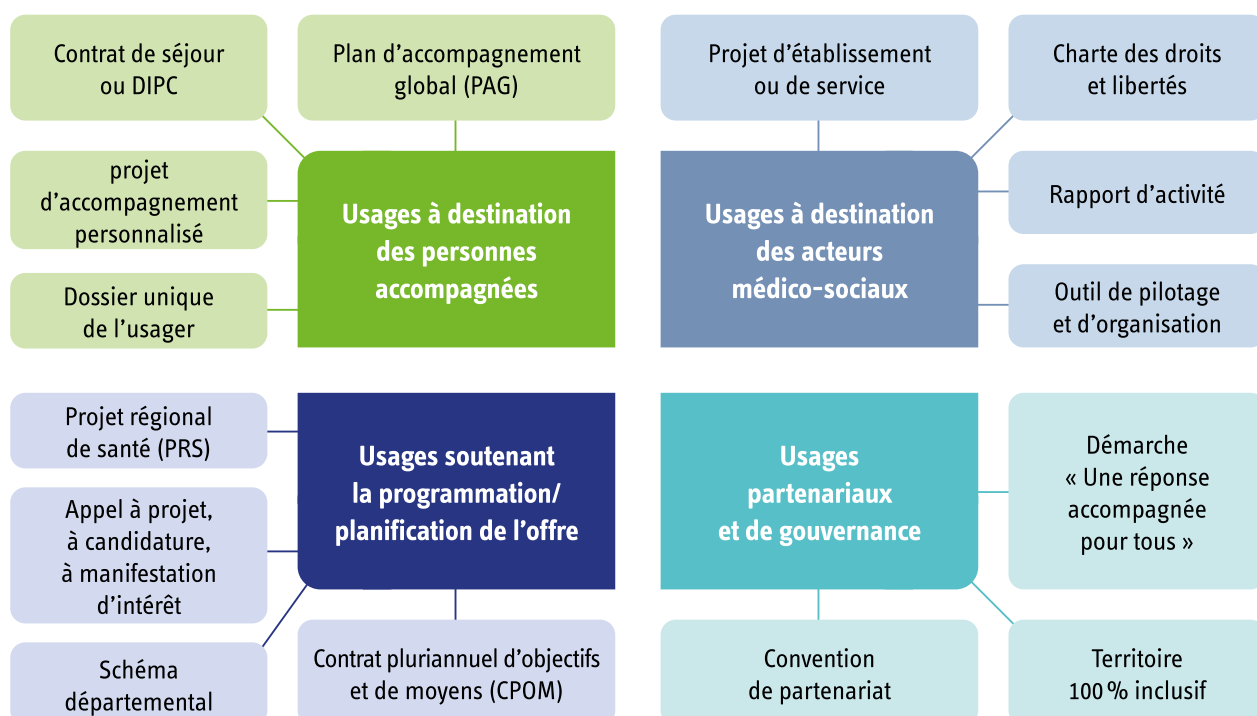 Contrat de séjour
ou DIPC
Plan d’accompagnement
global (PAG)
projet
d’accompagnement
personnalisé
Dossier unique
de l’usager
Usages à destination
des personnes
accompagnées
Projet d’établissement
ou de service
Charte des droits
et libertés
Usages à destination
des acteurs
médico-sociaux
Rapport d’activité
Outil de pilotage
et d’organisation
Projet régional
de santé (PRS)
Appel à projet,
à candidature,
à manifestation
d’intérêt
Schéma
départemental
Usages soutenant
la programmation/
planification de l’offre
Contrat pluriannuel d’objectifs
et de moyens (CPOM)
Usages
partenariaux
et de gouvernance
Démarche
« Une réponse
accompagnée
pour tous »
Convention
de partenariat
Territoire
100 % inclusif